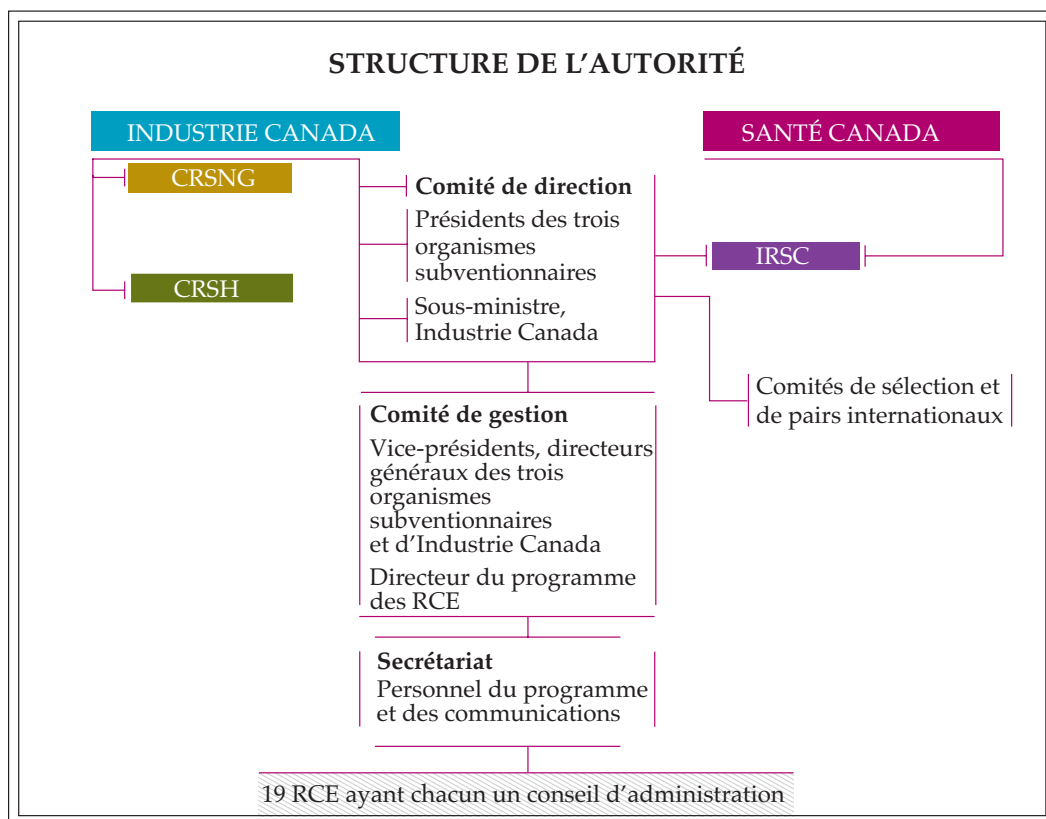 STRUCTURE DE L'AUTORITÉ
INDUSTRIE CANADA
SANTÉ CANADA
CRSNG
CRSH
Comité de direction
Présidents des trois
organismes
subventionnaires
Sous-ministre,
Industrie Canada
IRSC
Comités de sélection et
de pairs internationaux
Comité de gestion
Vice-présidents, directeurs
généraux des trois
organismes
subventionnaires
et d'Industrie Canada
Directeur du programme
des RCE
Secrétariat
Personnel du programme
et des communications
19 RCE ayant chacun un conseil d'administration